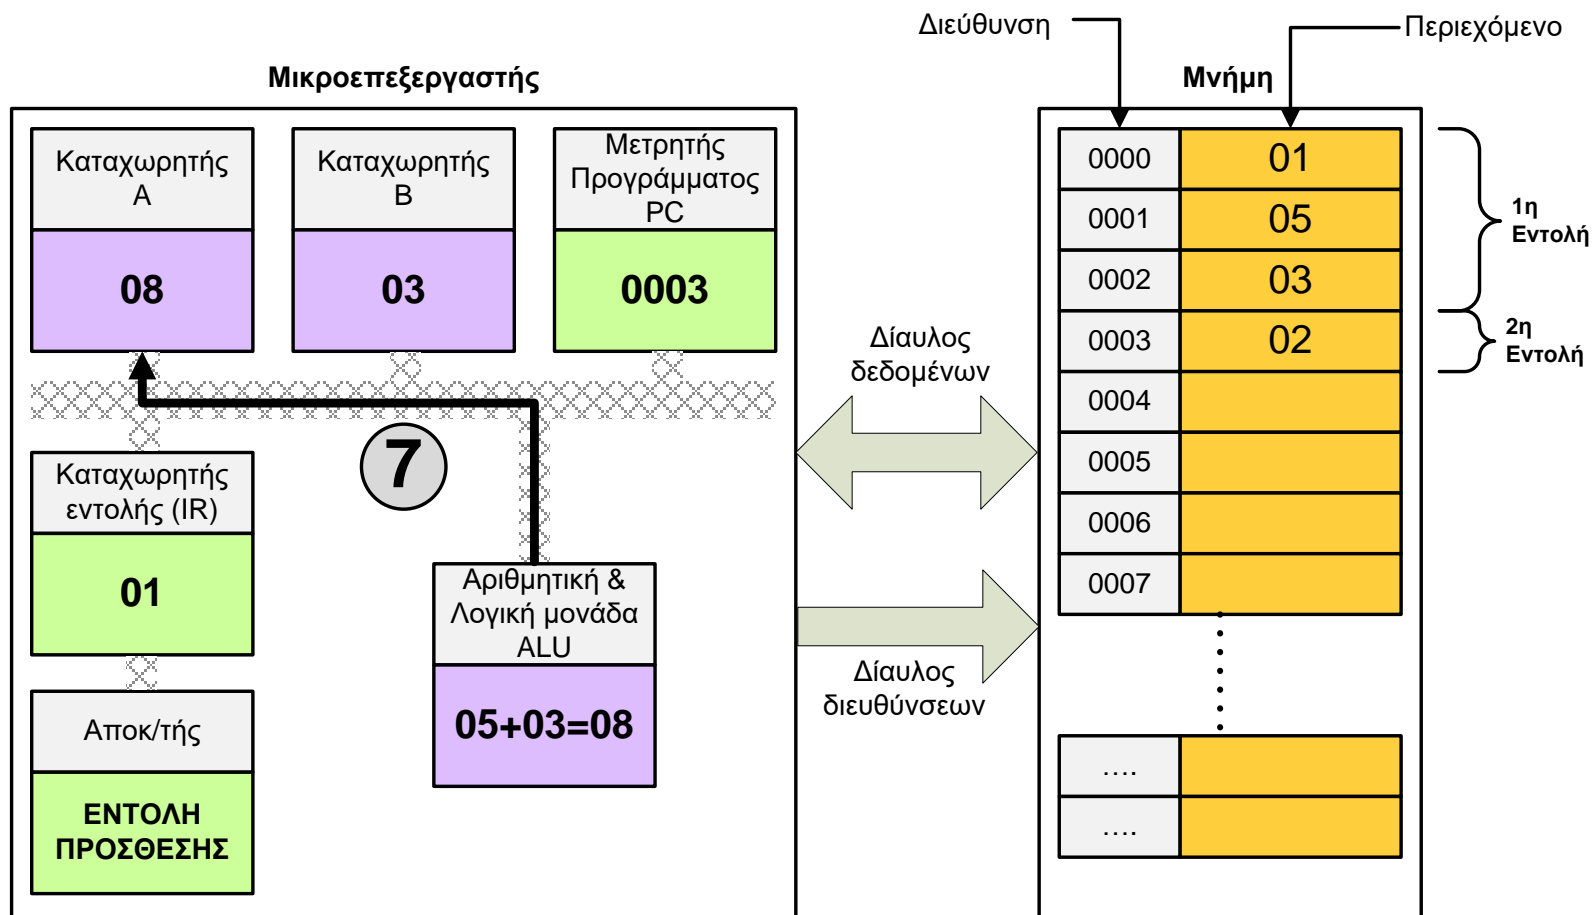 Διεύθυνση
Περιεχόμενο
Μικροεπεξεργαστής
Μνήμη
Καταχωρητής
A
08
Καταχωρητής
B
03
Μετρητής
Προγράμματος
PC
0003
7
Καταχωρητής
εντολής (IR)
01
Αριθμητική &
Λογική μονάδα
ALU
05+03=08
Αποκ/τής
ΕΝΤΟΛΗ
ΠΡΟΣΘΕΣΗΣ
Δίαυλος
δεδομένων
Δίαυλος
διευθύνσεων
0000 01
0001 05
0002 03
0003 02
0004
0005
0006
0007
....
....
1η
Εντολή
2η
Εντολή